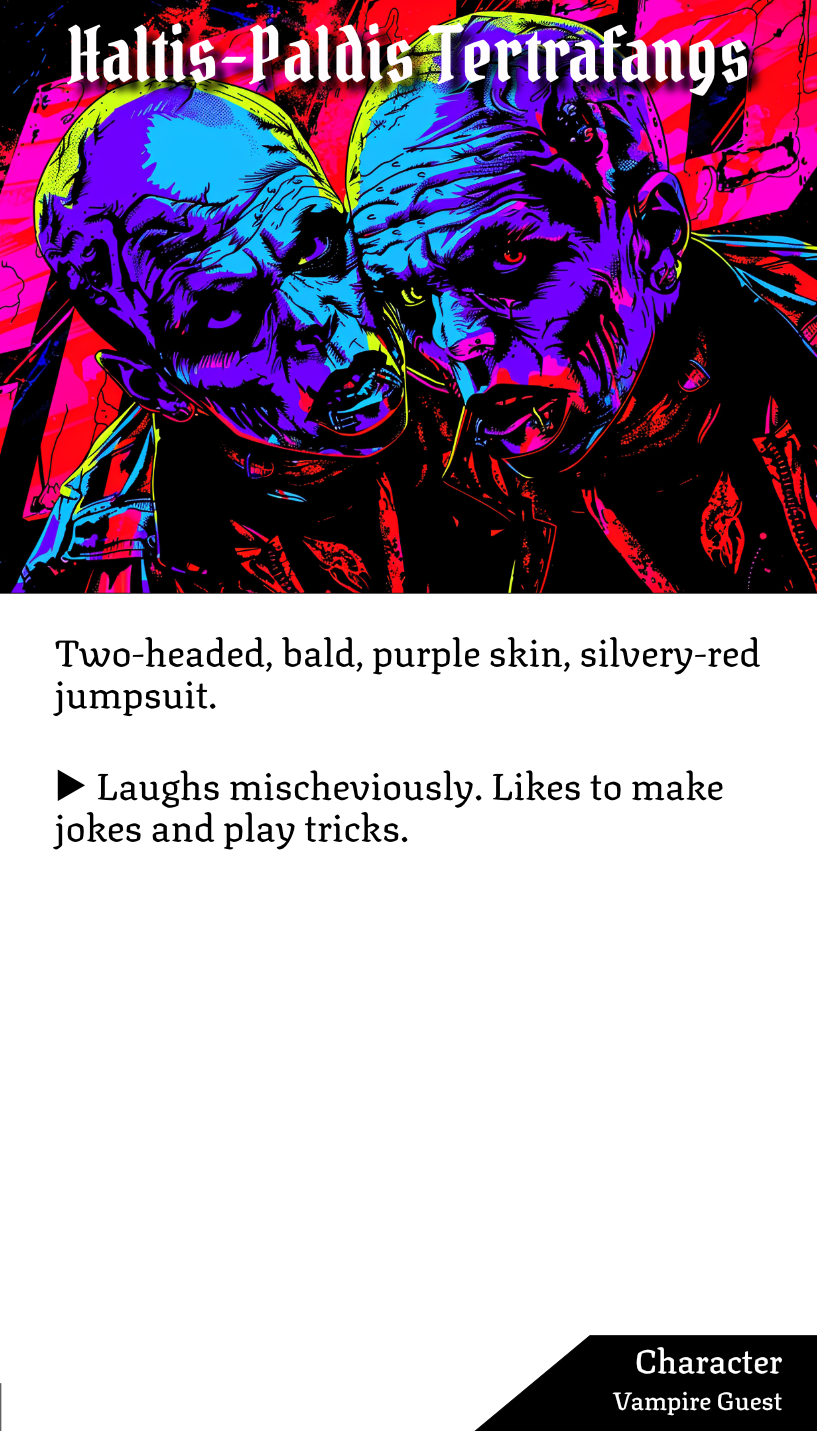 Haltis-Paldis Tertrafangs
Two-headed, bald, purple skin, silvery-red
jumpsuit.
▶ Laughs mischeviously. Likes to make
jokes and play tricks.
Character
Vampire Guest